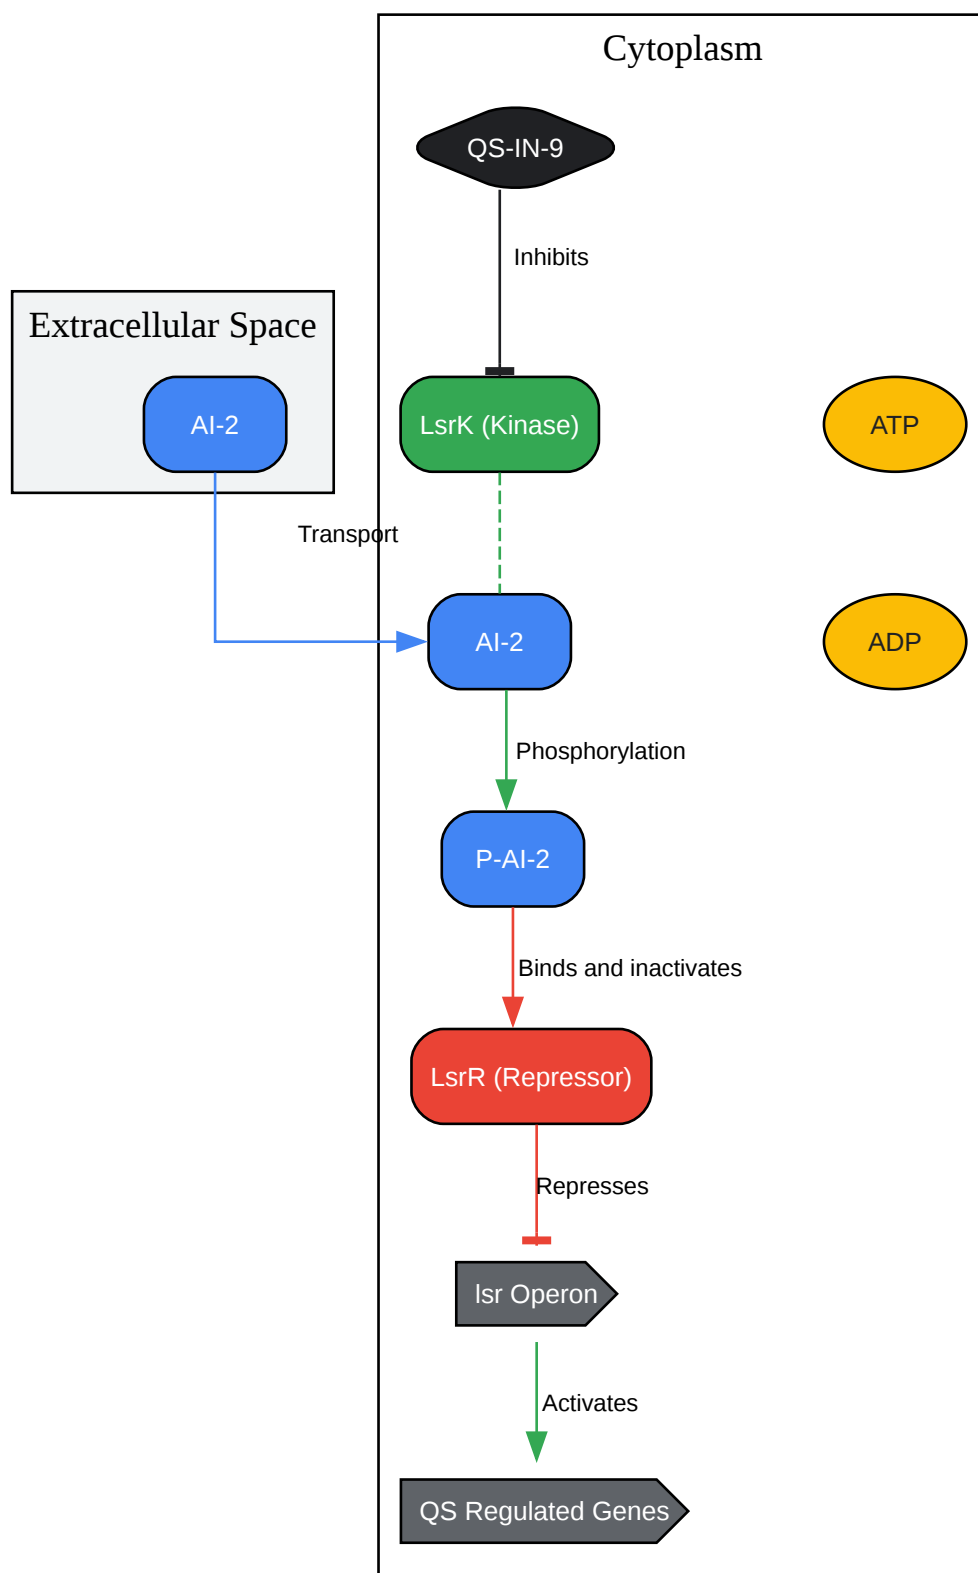 Cytoplasm
QS-IN-9
Inhibits
Extracellular Space
AI-2
LsrK (Kinase)
ATP
Transport
AI-2
ADP
Phosphorylation
P-AI-2
Binds and inactivates
LsrR (Repressor)
Represses
lsr Operon
Activates
QS Regulated Genes